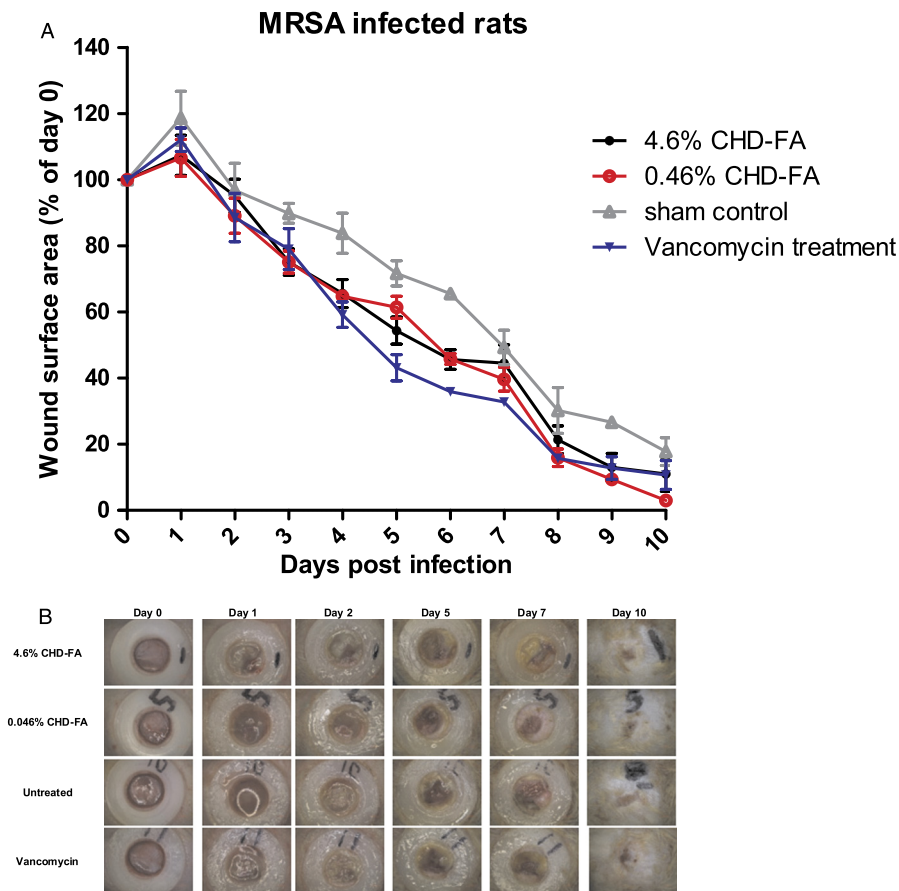 A
MRSA infected rats
140
120
100
80
60
40
20
0
Wound surface area (% of day 0)
0 1 2 3 4 5 6 7 8 9 10
Days post infection
4.6% CHD-FA
0.46% CHD-FA
sham control
Vancomycin treatment
B
Day 0 Day 1 Day 2 Day 5 Day 7 Day 10
4.6% CHD-FA
0.046% CHD-FA
Untreated
Vancomycin